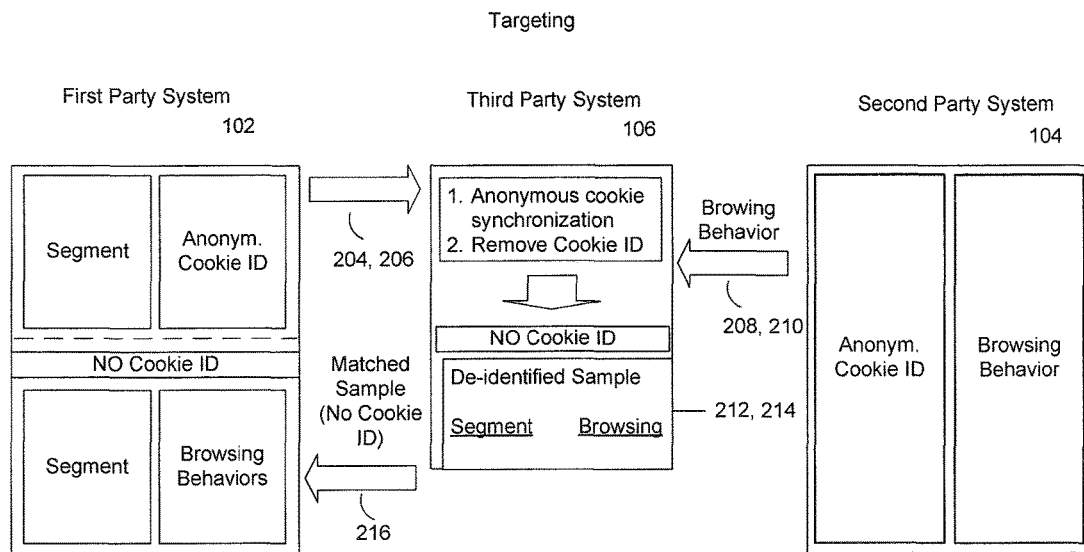 Targeting
First Party System
102
Third Party System
106
Second Party System
104
Segment
Anonym.
Cookie ID
204, 206
1. Anonymous cookie
synchronization
2. Remove Cookie ID
Browing
Behavior
208, 210
NO Cookie ID
De-identified Sample
Segment Browsing
212, 214
NO Cookie ID
Matched
Sample
(No Cookie
ID)
216
Segment
Browsing
Behaviors
Anonym.
Cookie ID
Browsing
Behavior